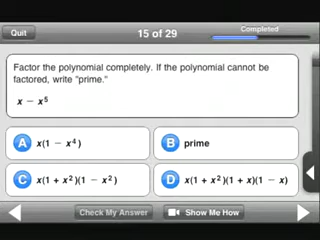 Quit
15 of 29
Completed
Factor the polynomial completely. If the polynomial cannot be
factored, write "prime."
x − x⁵
A x(1 − x⁴)
B prime
C x(1 + x²)(1 − x²)
D x(1 + x²)(1 + x)(1 − x)
Check My Answer
Show Me How